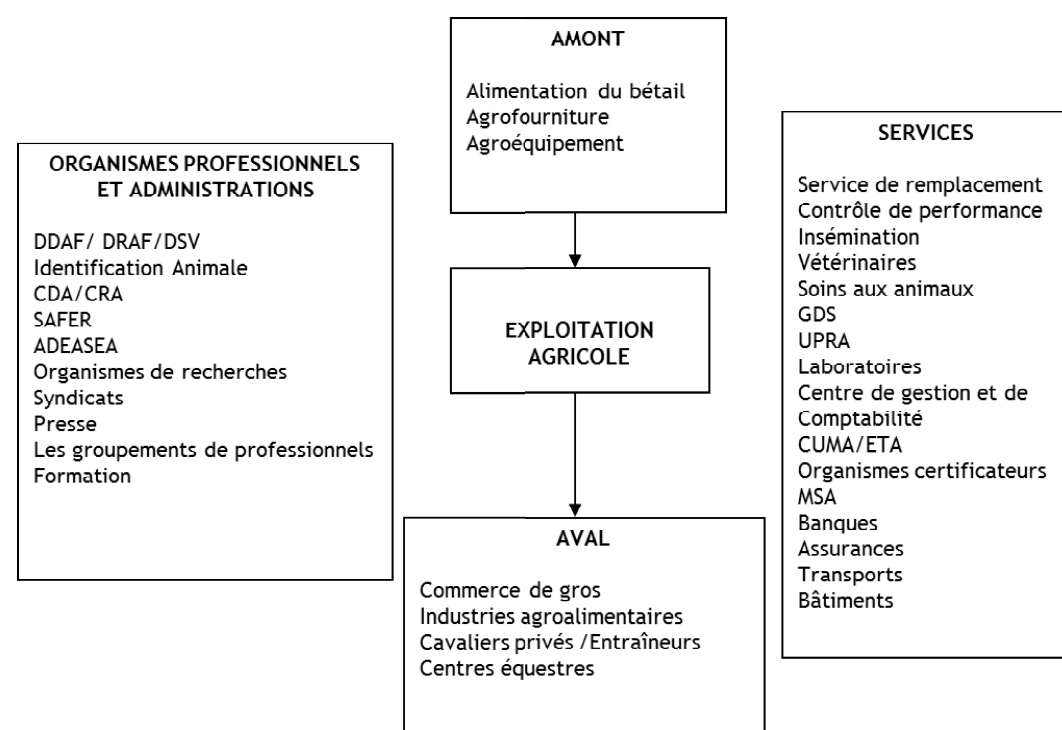 AMONT
Alimentation du bétail
Agrofourniture
Agroéquipement
ORGANISMES PROFESSIONNELS
ET ADMINISTRATIONS
DDAF/ DRAF/DSV
Identification Animale
CDA/CRA
SAFER
ADEASEA
Organismes de recherches
Syndicats
Presse
Les groupements de professionnels
Formation
EXPLOITATION
AGRICOLE
SERVICES
Service de remplacement
Contrôle de performance
Insémination
Vétérinaires
Soins aux animaux
GDS
UPRA
Laboratoires
Centre de gestion et de
Comptabilité
CUMA/ETA
Organismes certificateurs
MSA
Banques
Assurances
Transports
Bâtiments
AVAL
Commerce de gros
Industries agroalimentaires
Cavaliers privés /Entraîneurs
Centres équestres